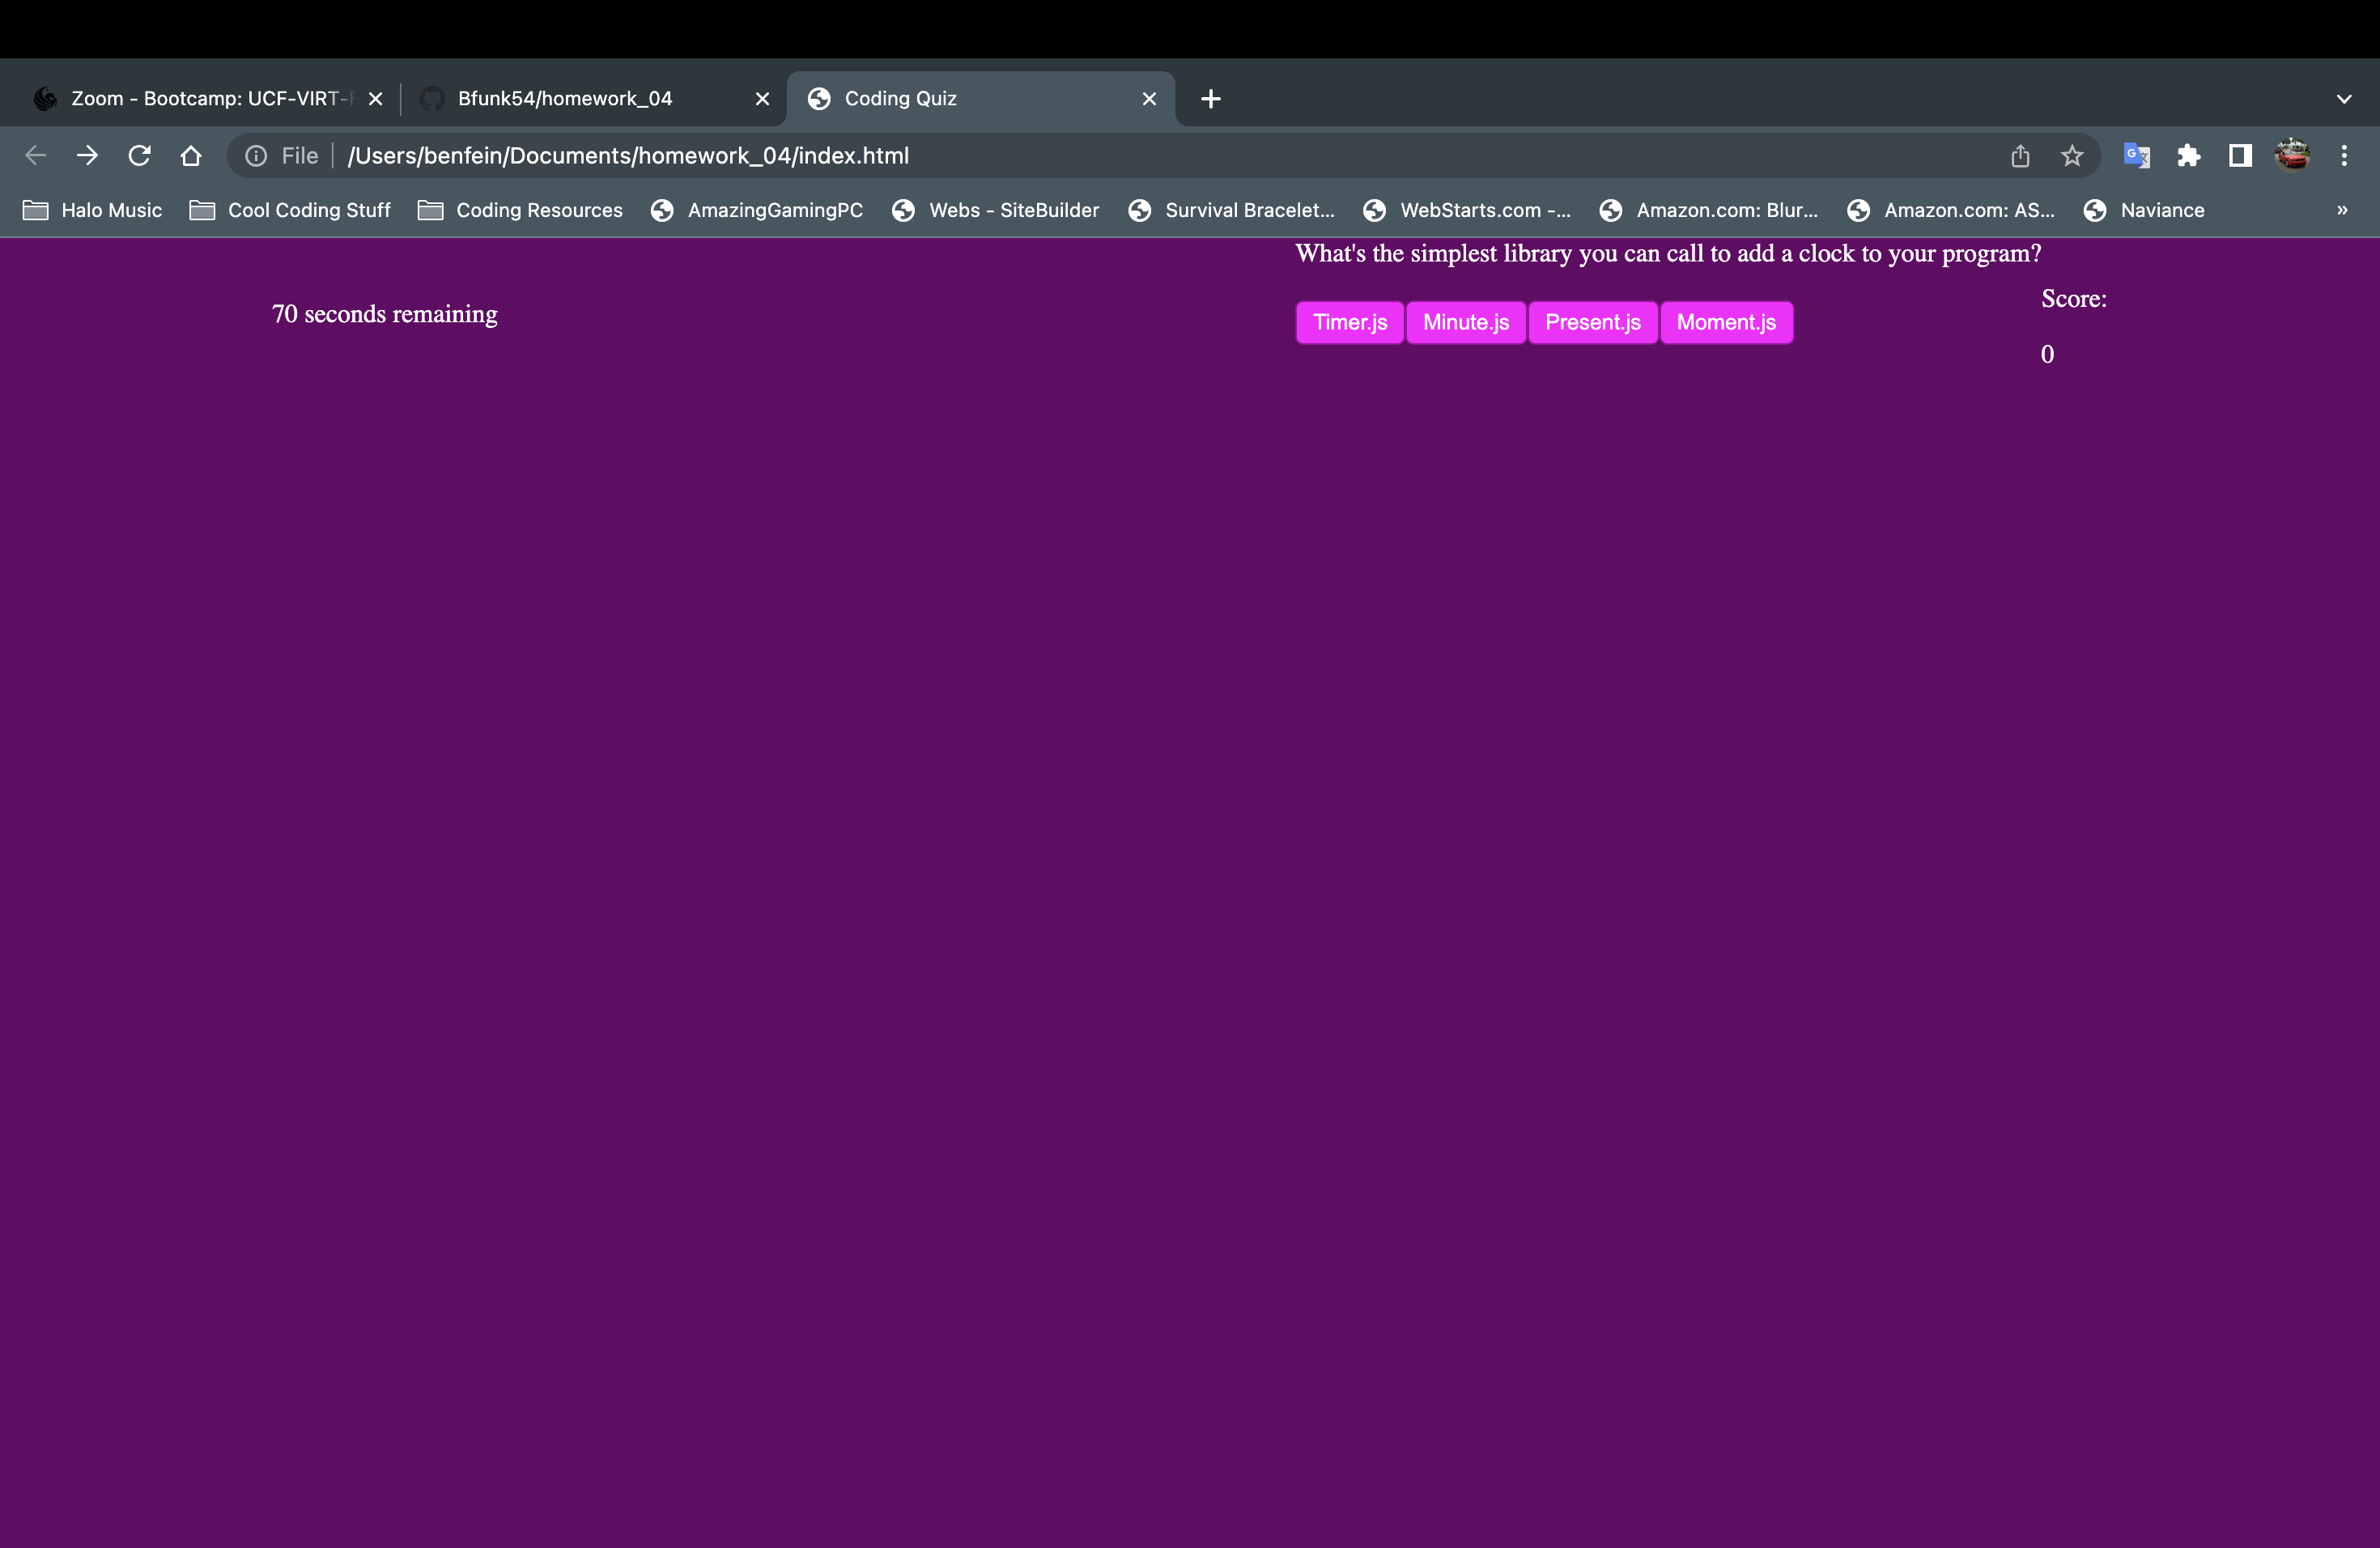 Zoom - Bootcamp: UCF-VIRT-
Bfunk54/homework_04
Coding Quiz
File
/Users/benfein/Documents/homework_04/index.html
Halo Music
Cool Coding Stuff
Coding Resources
AmazingGamingPC
Webs - SiteBuilder
Survival Bracelet...
WebStarts.com -...
Amazon.com: Blur...
Amazon.com: AS...
Naviance
»
What's the simplest library you can call to add a clock to your program?
70 seconds remaining
Timer.js
Minute.js
Present.js
Moment.js
Score:
0